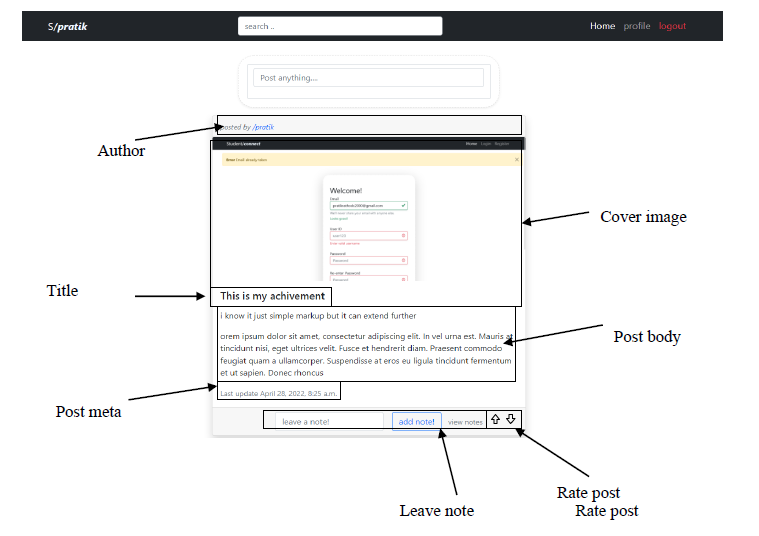 S/pratik
search ..
Home profile logout
Post anything....
posted by /pratik
Author
Student/connect
Home Login Register
Error Email already taken
Welcome!
Email
Cover image
User ID
Password!
Password
Re-enter Password
Password
Title
This is my achivement
i know it just simple markup but it can extend further
orem ipsum dolor sit amet, consectetur adipiscing elit. In vel urna est. Mauris at
tincidunt nisi, eget ultrices velit. Fusce et hendrerit diam. Praesent commodo
feugiat quam a ullamcorper. Suspendisse at eros eu ligula tincidunt fermentum
et ut sapien. Donec rhoncus
Post body
Last update April 28, 2022, 8:25 a.m.
Post meta
leave a note!
add note!
view notes
Leave note
Rate post
Rate post